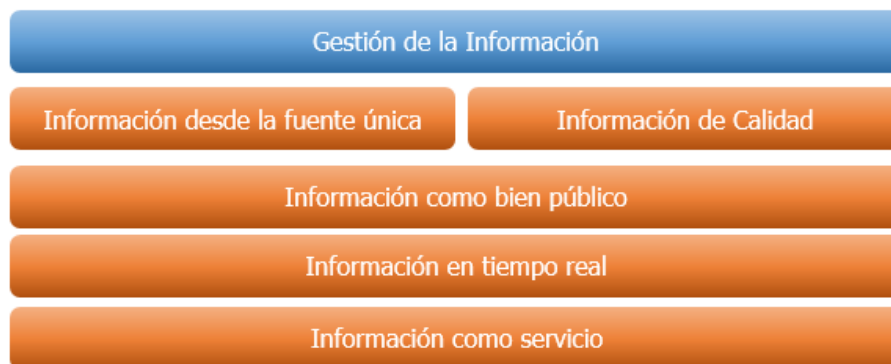 Gestión de la Información
Información desde la fuente única
Información de Calidad
Información como bien público
Información en tiempo real
Información como servicio